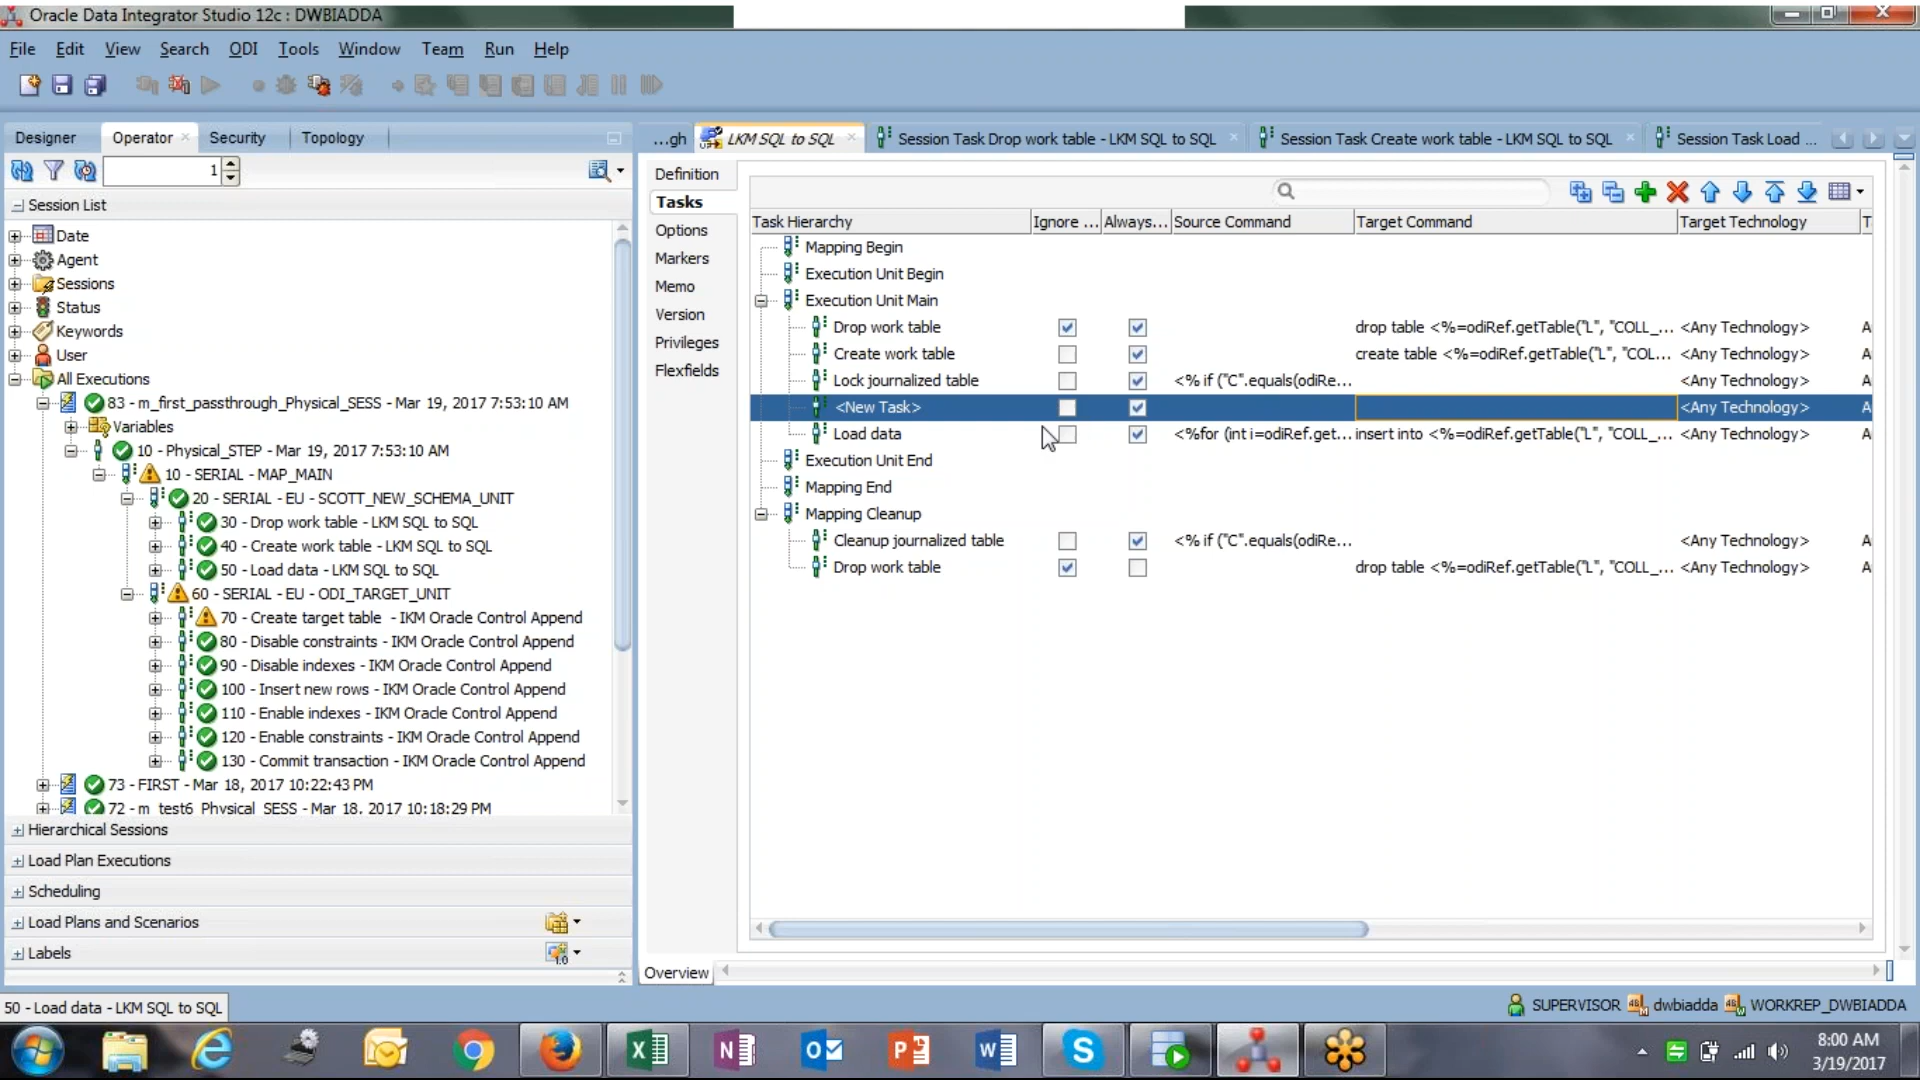 Oracle Data Integrator Studio 12c : DWBIADDA
File Edit View Search ODI Tools Window Team Run Help
Designer Operator Security Topology
...gh LKM SQL to SQL Session Task Drop work table - LKM SQL to SQL Session Task Create work table - LKM SQL to SQL Session Task Load ...
1
Session List
Date
Agent
Sessions
Status
Keywords
User
All Executions
83 - m_first_passthrough_Physical_SESS - Mar 19, 2017 7:53:10 AM
Variables
10 - Physical_STEP - Mar 19, 2017 7:53:10 AM
10 - SERIAL - MAP_MAIN
20 - SERIAL - EU - SCOTT_NEW_SCHEMA_UNIT
30 - Drop work table - LKM SQL to SQL
40 - Create work table - LKM SQL to SQL
50 - Load data - LKM SQL to SQL
60 - SERIAL - EU - ODI_TARGET_UNIT
70 - Create target table - IKM Oracle Control Append
80 - Disable constraints - IKM Oracle Control Append
90 - Disable indexes - IKM Oracle Control Append
100 - Insert new rows - IKM Oracle Control Append
110 - Enable indexes - IKM Oracle Control Append
120 - Enable constraints - IKM Oracle Control Append
130 - Commit transaction - IKM Oracle Control Append
73 - FIRST - Mar 18, 2017 10:22:43 PM
72 - m_test6_Physical_SESS - Mar 18, 2017 10:18:29 PM
Hierarchical Sessions
Load Plan Executions
Scheduling
Load Plans and Scenarios
Labels
Definition
Tasks
Options
Markers
Memo
Version
Privileges
Flexfields
Task Hierarchy Ignore ... Always... Source Command Target Command Target Technology T
Mapping Begin
Execution Unit Begin
Execution Unit Main
Drop work table drop table <%=odiRef.getTable("L", "COLL_... <Any Technology> A
Create work table create table <%=odiRef.getTable("L", "COL... <Any Technology> A
Lock journalized table <% if ("C".equals(odiRe... <Any Technology> A
<New Task> <Any Technology> A
Load data <%for (int i=odiRef.get... insert into <%=odiRef.getTable("L", "COLL_... <Any Technology> A
Execution Unit End
Mapping End
Mapping Cleanup
Cleanup journalized table <% if ("C".equals(odiRe... <Any Technology> A
Drop work table drop table <%=odiRef.getTable("L", "COLL_... <Any Technology> A
Overview
50 - Load data - LKM SQL to SQL
SUPERVISOR dwbiadda WORKREP_DWBIADDA
8:00 AM
3/19/2017